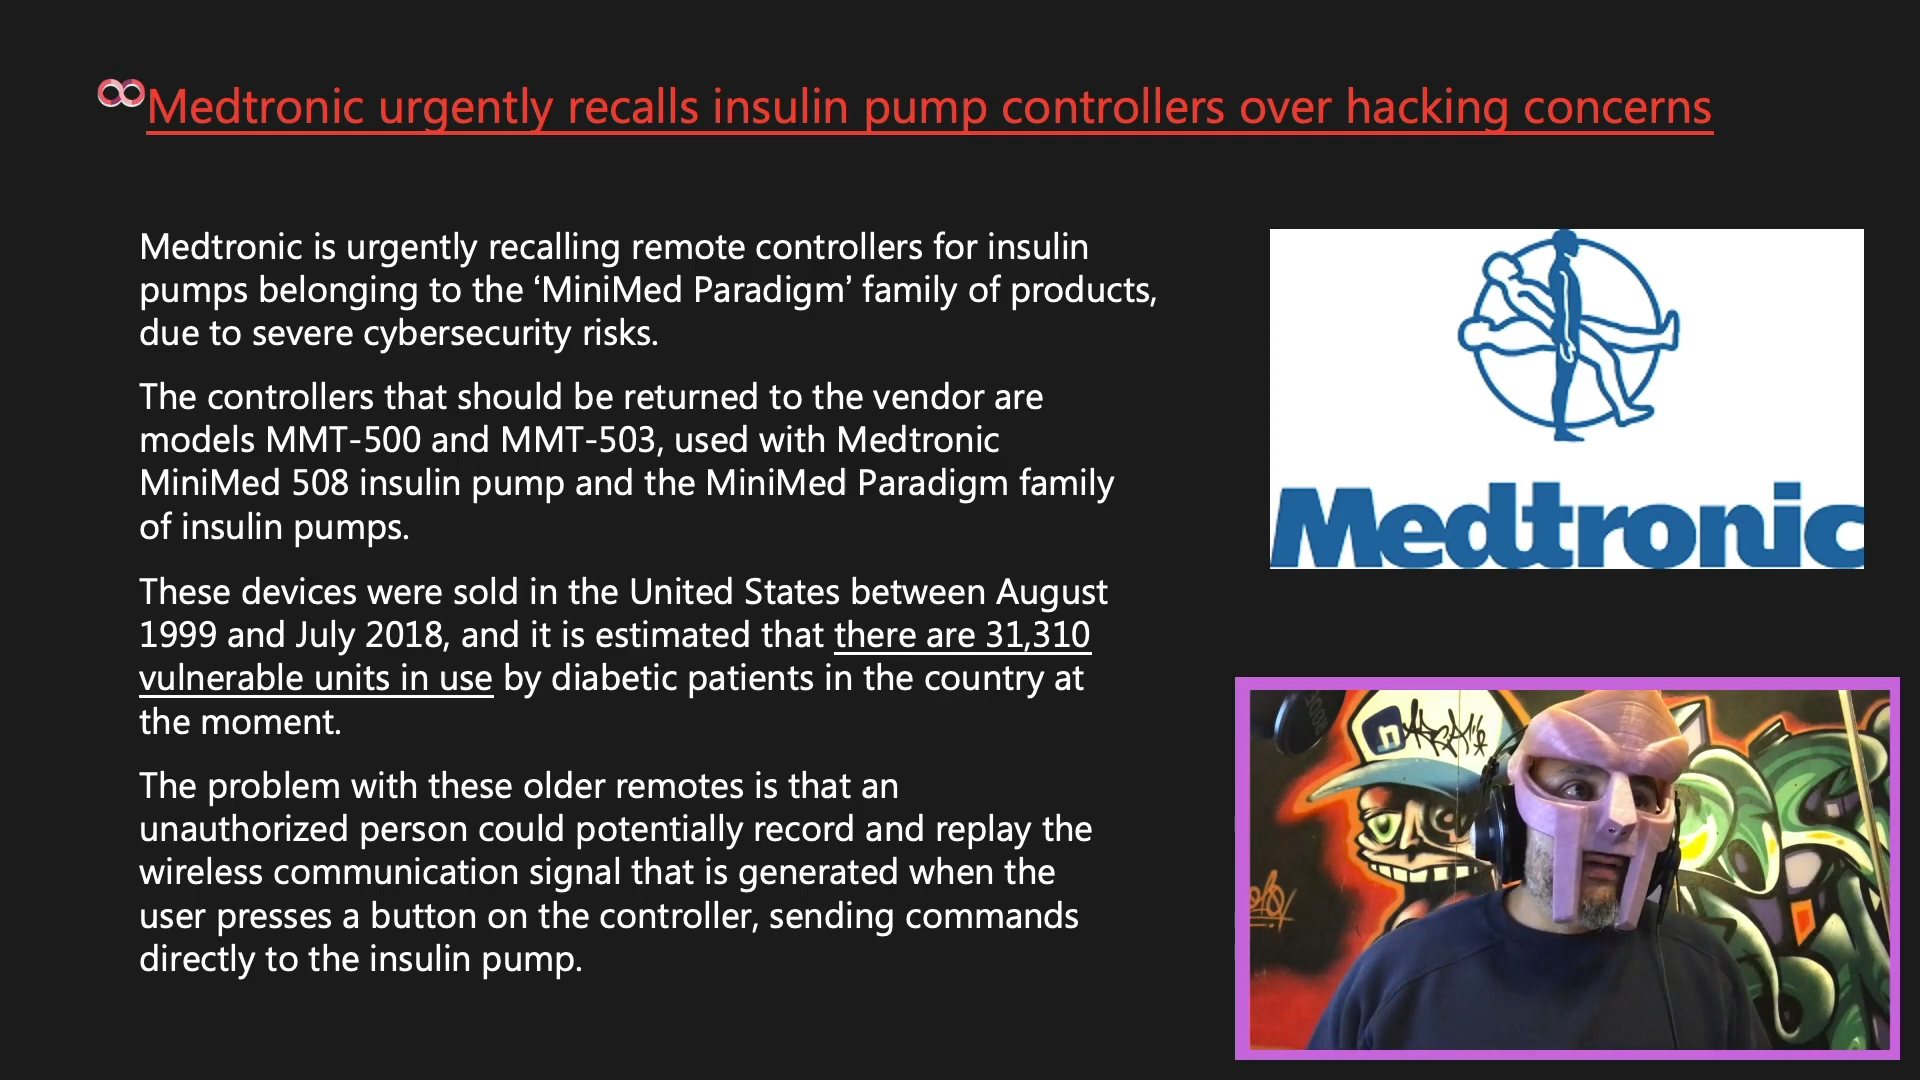 Medtronic urgently recalls insulin pump controllers over hacking concerns
Medtronic is urgently recalling remote controllers for insulin
pumps belonging to the ‘MiniMed Paradigm’ family of products,
due to severe cybersecurity risks.
The controllers that should be returned to the vendor are
models MMT-500 and MMT-503, used with Medtronic
MiniMed 508 insulin pump and the MiniMed Paradigm family
of insulin pumps.
These devices were sold in the United States between August
1999 and July 2018, and it is estimated that there are 31,310
vulnerable units in use by diabetic patients in the country at
the moment.
The problem with these older remotes is that an
unauthorized person could potentially record and replay the
wireless communication signal that is generated when the
user presses a button on the controller, sending commands
directly to the insulin pump.
Medtronic